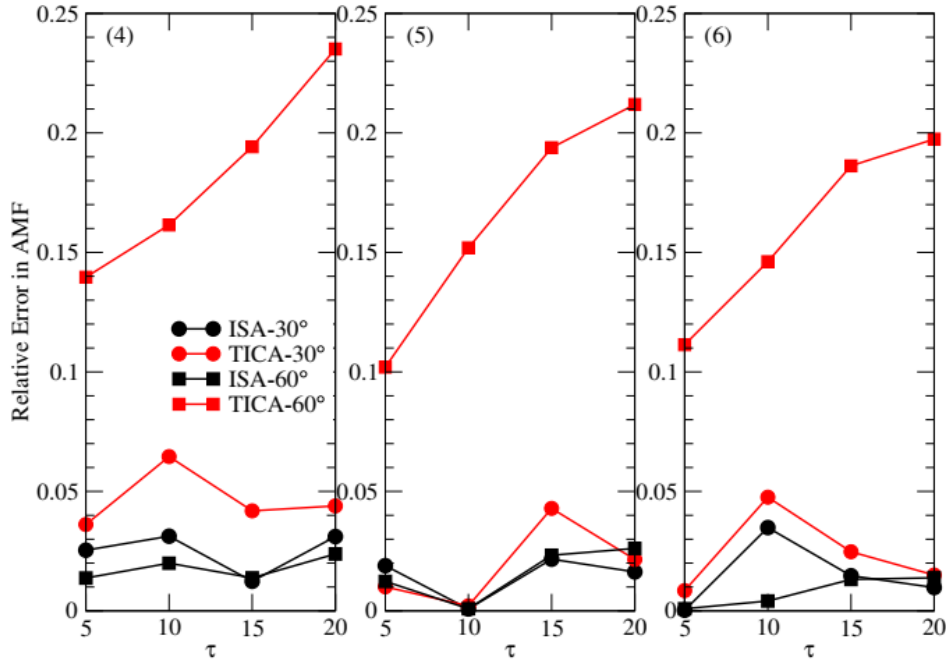 (4) (5) (6)
0.25 0.25 0.25
0.2 0.2 0.2
0.15 0.15 0.15
Relative Error in AMF
ISA-30°
TICA-30°
ISA-60°
TICA-60°
0.1 0.1 0.1
0.05 0.05 0.05
0 0 0
5 10 15 20 5 10 15 20 5 10 15 20
τ τ τ